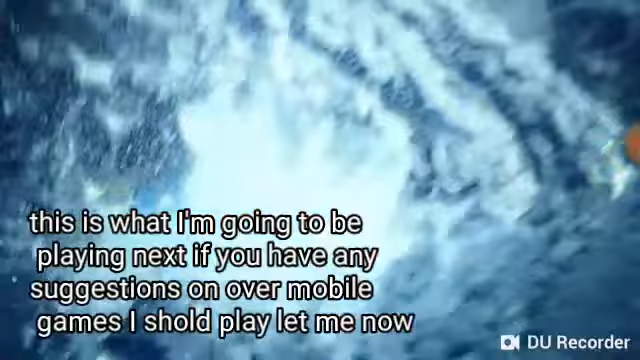 this is what I'm going to be
playing next if you have any
suggestions on over mobile
games I shold play let me now
DU Recorder